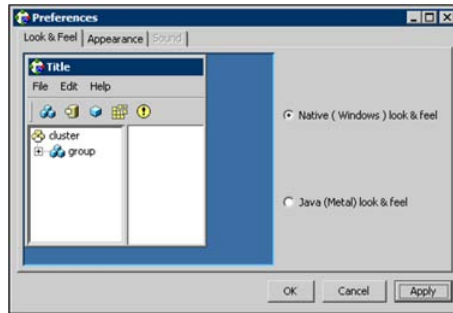 Preferences
Look & Feel Appearance Sound
Title
File Edit Help
cluster
group
Native ( Windows ) look & feel
Java (Metal) look & feel
OK Cancel Apply